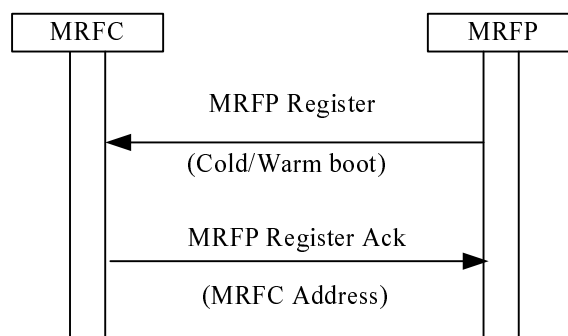 MRFC
MRFP
MRFP Register
(Cold/Warm boot)
MRFP Register Ack
(MRFC Address)